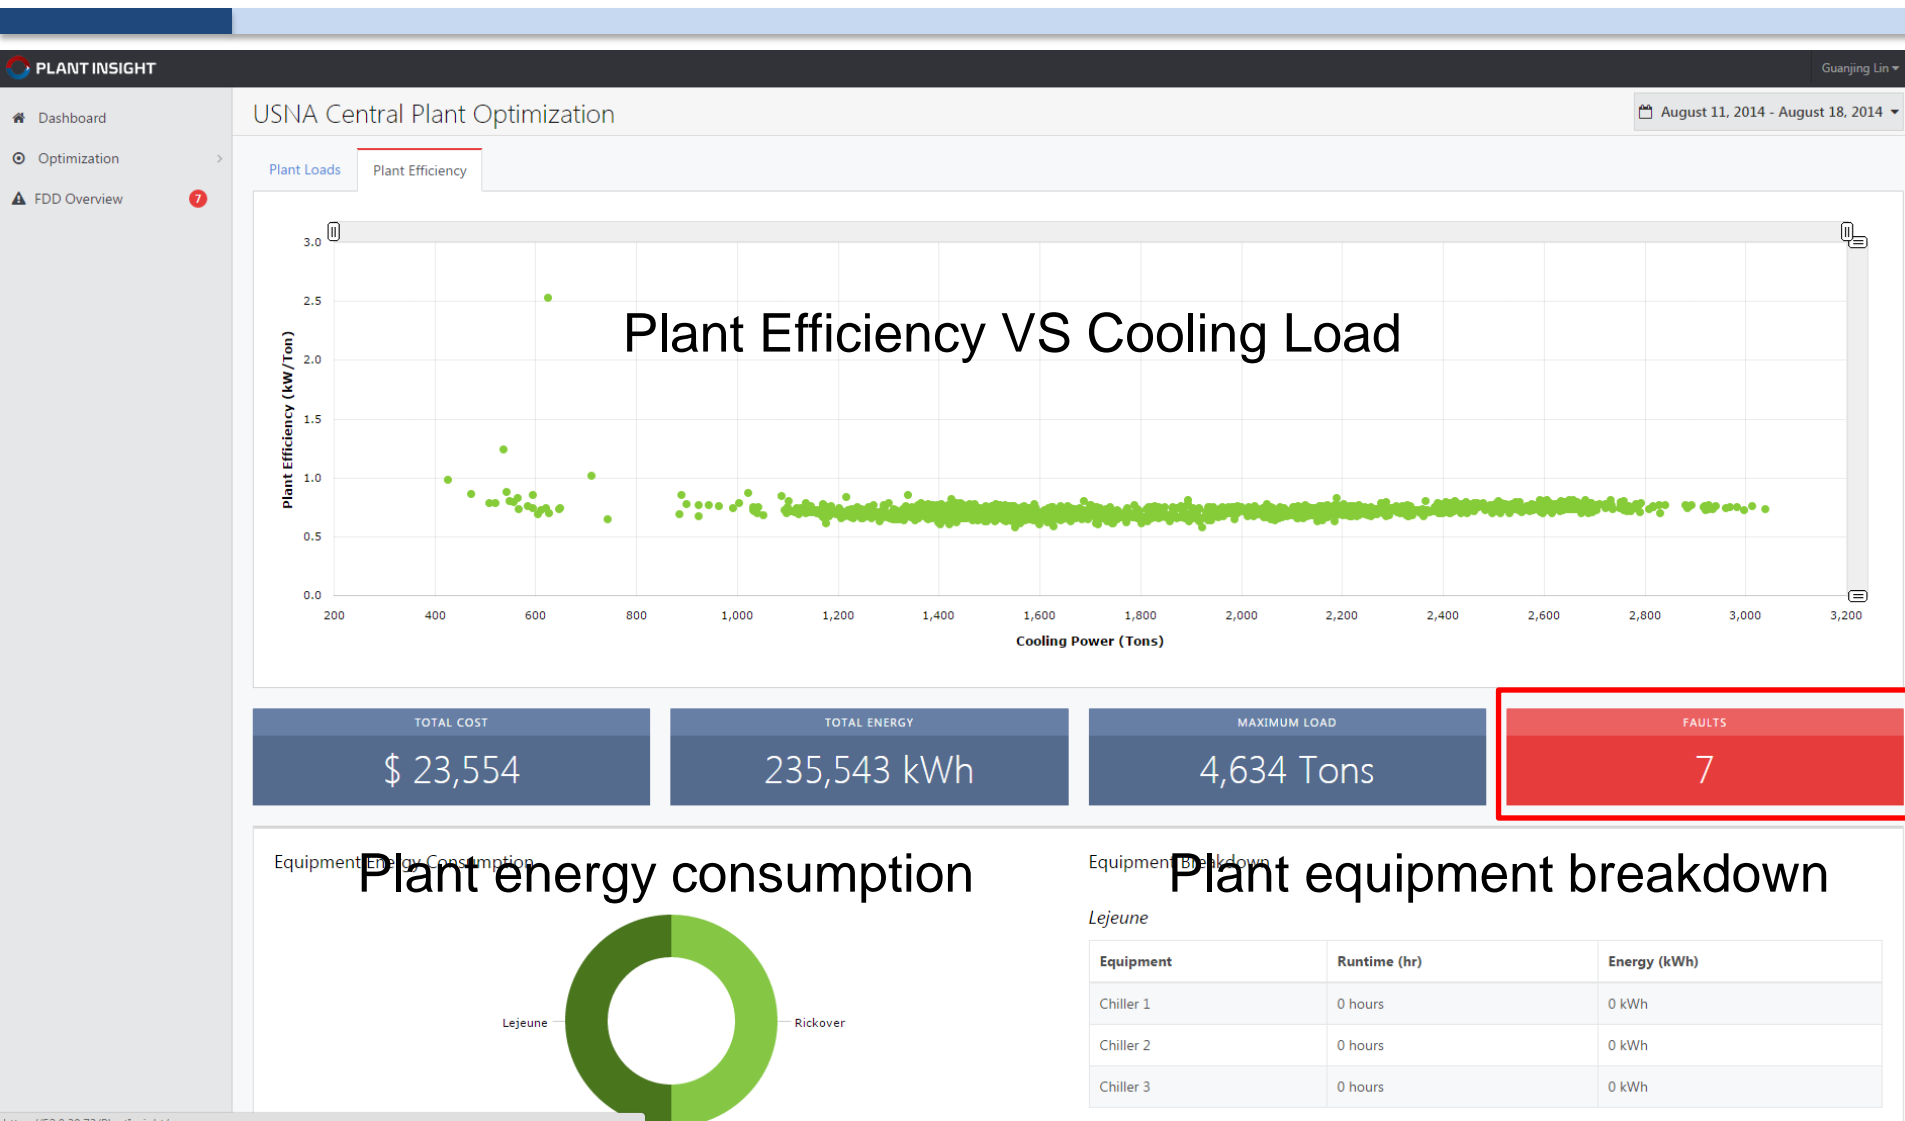 PLANT INSIGHT
Guanjing Lin
Dashboard
Optimization
FDD Overview 7
USNA Central Plant Optimization
August 11, 2014 - August 18, 2014
Plant Loads Plant Efficiency
Plant Efficiency VS Cooling Load
Plant Efficiency (kW/Ton)
3.0
2.5
2.0
1.5
1.0
0.5
0.0
200 400 600 800 1,000 1,200 1,400 1,600 1,800 2,000 2,200 2,400 2,600 2,800 3,000 3,200
Cooling Power (Tons)
TOTAL COST
$ 23,554
TOTAL ENERGY
235,543 kWh
MAXIMUM LOAD
4,634 Tons
FAULTS
7
Equipment Energy Consumption
Plant energy consumption
Lejeune
Rickover
Equipment Breakdown
Plant equipment breakdown
Lejeune
Equipment Runtime (hr) Energy (kWh)
Chiller 1 0 hours 0 kWh
Chiller 2 0 hours 0 kWh
Chiller 3 0 hours 0 kWh